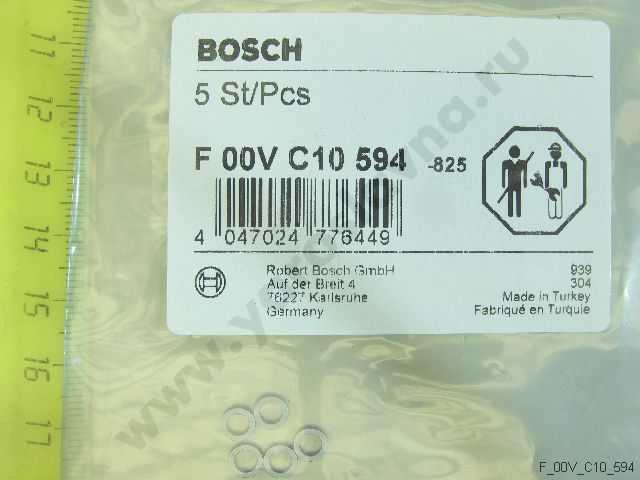 BOSCH
5 St/Pcs
F 00V C10 594 -825
4 047024 776449
Robert Bosch GmbH
Auf der Breit 4
76227 Karlsruhe
Germany
939
304
Made in Turkey
Fabriqué en Turquie
11
12
13
14
15
16
17
F_00V_C10_594